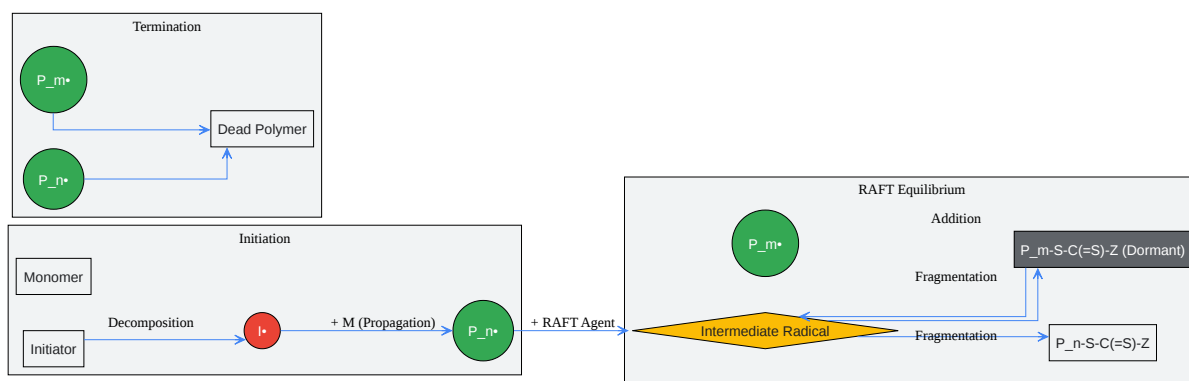 Termination
P_m•
Dead Polymer
P_n•
Initiation
Monomer
Decomposition
Initiator
I•
+ M (Propagation)
P_n•
+ RAFT Agent
RAFT Equilibrium
Addition
P_m•
P_m-S-C(=S)-Z (Dormant)
Fragmentation
Intermediate Radical
Fragmentation
P_n-S-C(=S)-Z